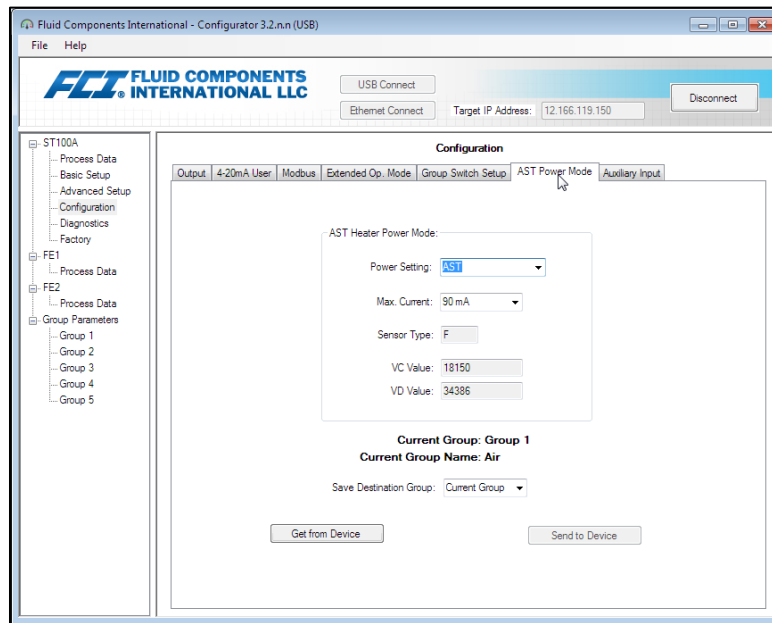 Fluid Components International - Configurator 3.2.n.n (USB)
File Help
FCI. FLUID COMPONENTS
INTERNATIONAL LLC
USB Connect
Ethernet Connect Target IP Address: 12.166.119.150
Disconnect
ST100A
Process Data
Basic Setup
Advanced Setup
Configuration
Diagnostics
Factory
FE1
Process Data
FE2
Process Data
Group Parameters
Group 1
Group 2
Group 3
Group 4
Group 5
Configuration
Output 4-20mA User Modbus Extended Op. Mode Group Switch Setup AST Power Mode Auxiliary Input
AST Heater Power Mode:
Power Setting: AST
Max. Current: 90 mA
Sensor Type: F
VC Value: 18150
VD Value: 34386
Current Group: Group 1
Current Group Name: Air
Save Destination Group: Current Group
Get from Device Send to Device